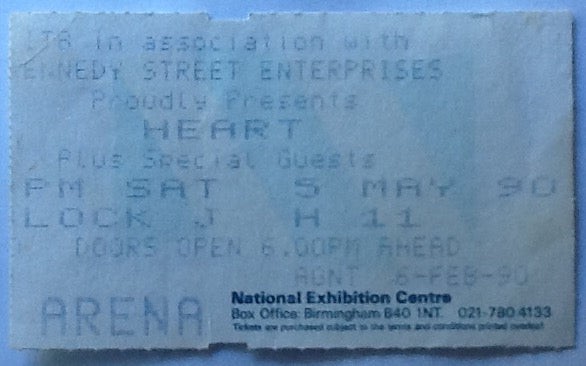 ITB in association with
ENNEDY STREET ENTERPRISES
Proudly Presents
HEART
Plus Special Guests
PM SAT 5 MAY 90
LOCK J H 11
DOORS OPEN 6.00PM AHEAD
AGNT 6-FEB-90
ARENA
National Exhibition Centre
Box Office: Birmingham B40 1NT. 021-780 4133
Tickets are purchased subject to the terms and conditions printed overleaf